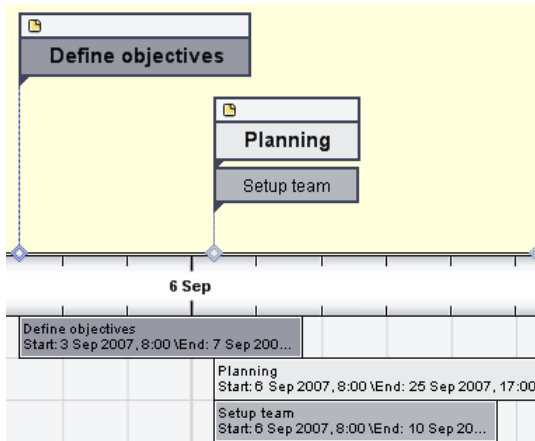 Define objectives
Planning
Setup team
6 Sep
Define objectives
Start: 3 Sep 2007, 8:00 \End: 7 Sep 200...
Planning
Start: 6 Sep 2007, 8:00 \End: 25 Sep 2007, 17:00
Setup team
Start: 6 Sep 2007, 8:00 \End: 10 Sep 20...